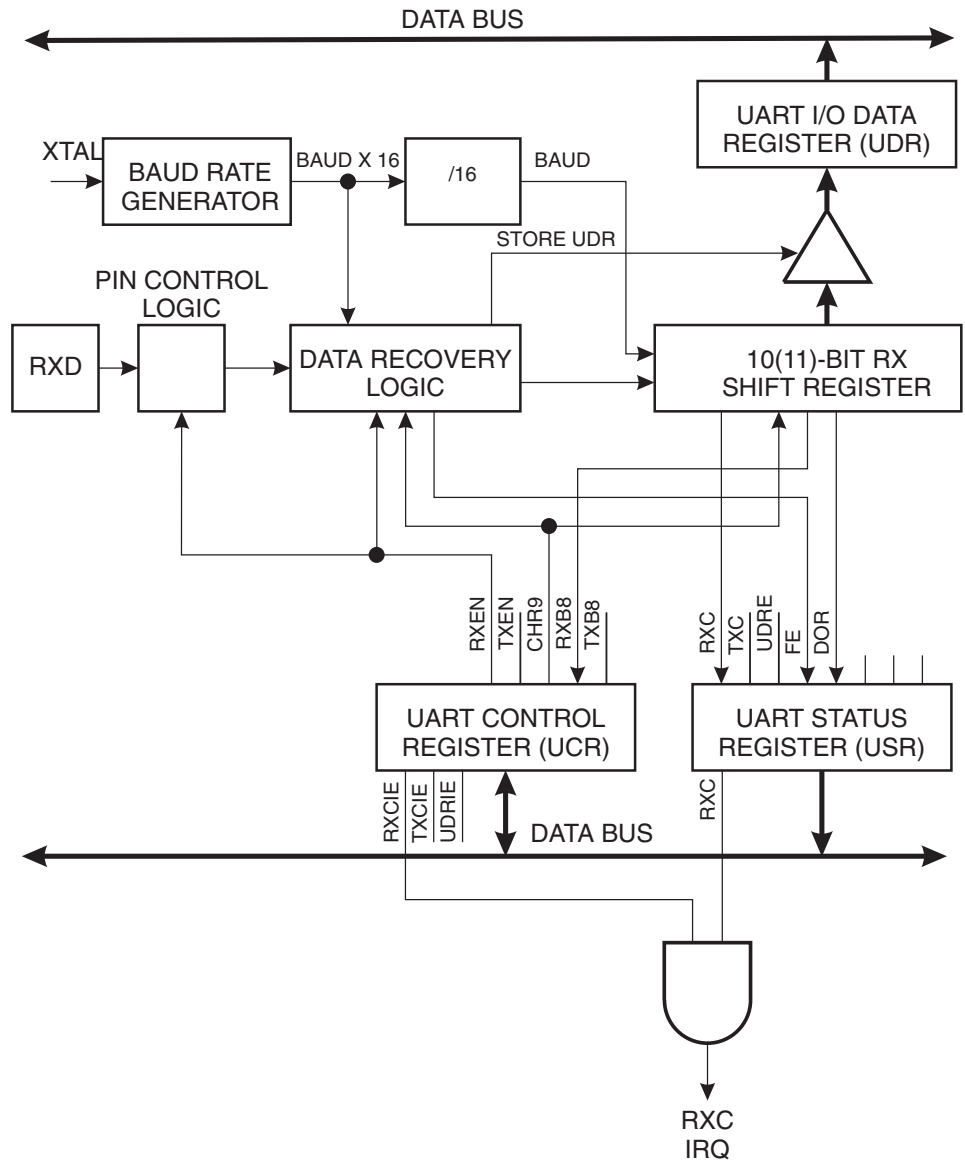 DATA BUS
UART I/O DATA
REGISTER (UDR)
XTAL
BAUD RATE
GENERATOR
BAUD X 16
/16
BAUD
STORE UDR
PIN CONTROL
LOGIC
RXD
DATA RECOVERY
LOGIC
10(11)-BIT RX
SHIFT REGISTER
RXEN
TXEN
CHR9
RXB8
TXB8
RXC
TXC
UDRE
FE
DOR
UART CONTROL
REGISTER (UCR)
UART STATUS
REGISTER (USR)
RXCIE
TXCIE
UDRIE
RXC
DATA BUS
RXC
IRQ